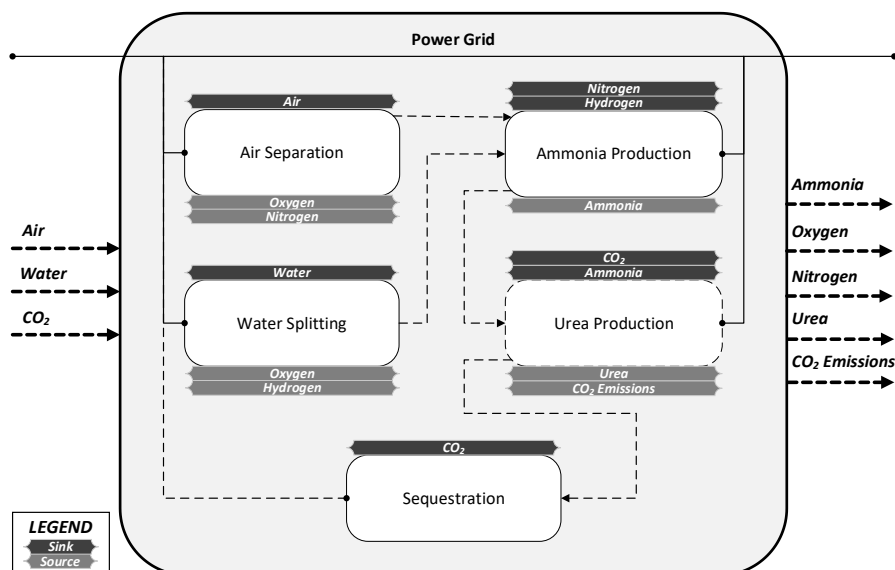 Power Grid
Air
Air Separation
Oxygen
Nitrogen
Nitrogen
Hydrogen
Ammonia Production
Ammonia
Water
Water Splitting
Oxygen
Hydrogen
CO₂
Ammonia
Urea Production
Urea
CO₂ Emissions
CO₂
Sequestration
Air
Water
CO₂
Ammonia
Oxygen
Nitrogen
Urea
CO₂ Emissions
LEGEND
Sink
Source